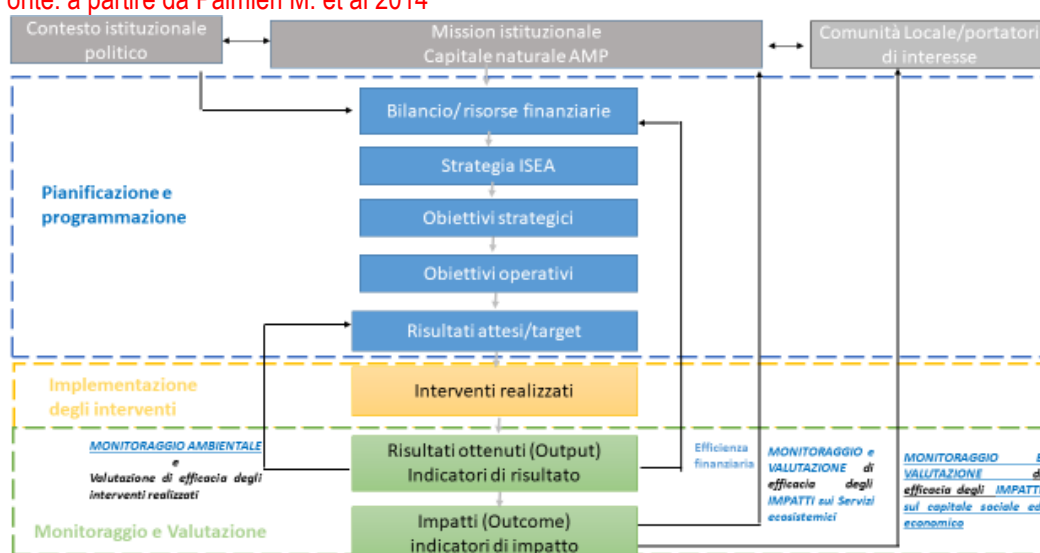 onte: a partire da Palmieri M. et al 2014
Contesto istituzionale
politico
Mission istituzionale
Capitale naturale AMP
Comunità Locale/portatori
di interesse
Bilancio/ risorse finanziarie
Strategia ISEA
Pianificazione e
programmazione
Obiettivi strategici
Obiettivi operativi
Risultati attesi/target
Implementazione
degli interventi
Interventi realizzati
MONITORAGGIO AMBIENTALE
e
Valutazione di efficacia degli
interventi realizzati
Risultati ottenuti (Output)
Indicatori di risultato
Efficienza
finanziaria
MONITORAGGIO e
VALUTAZIONE di
efficacia degli
IMPATTI sui Servizi
ecosistemici
MONITORAGGIO E
VALUTAZIONE d
efficacia degli IMPATTI
sul capitale sociale ed
economico
Monitoraggio e Valutazione
Impatti (Outcome)
indicatori di impatto